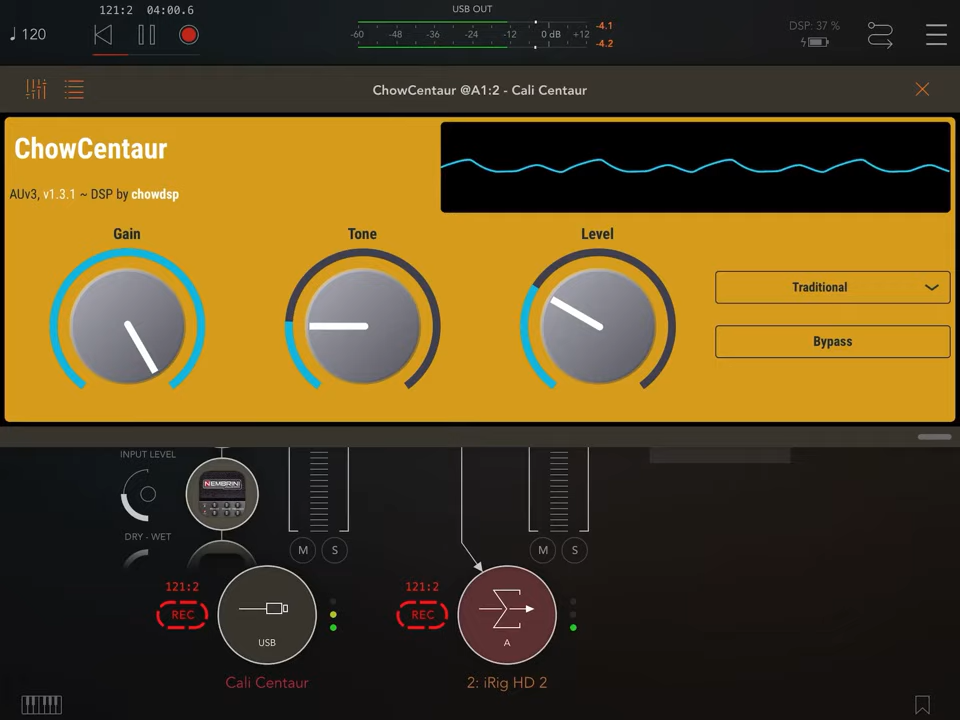 121:2 04:00.6
USB OUT
♩ 120
-60 -48 -36 -24 -12 0 dB +12
-4.1
-4.2
DSP: 37 %
ChowCentaur @A1:2 - Cali Centaur
ChowCentaur
AUv3, v1.3.1 ~ DSP by chowdsp
Gain
Tone
Level
Traditional
Bypass
INPUT LEVEL
NEMBRINI
DRY - WET
M S
M S
121:2
REC
USB
121:2
REC
A
Cali Centaur
2: iRig HD 2